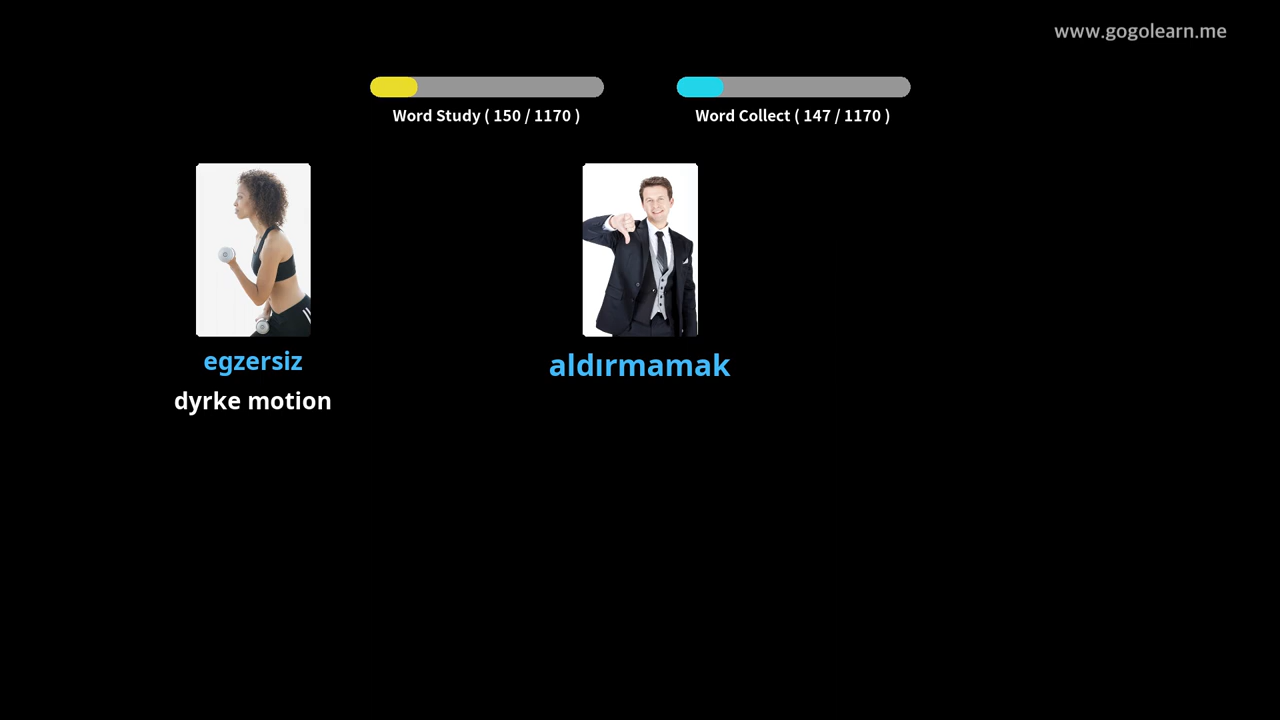 www.gogolearn.me
Word Study ( 150 / 1170 )
Word Collect ( 147 / 1170 )
egzersiz
dyrke motion
aldırmamak